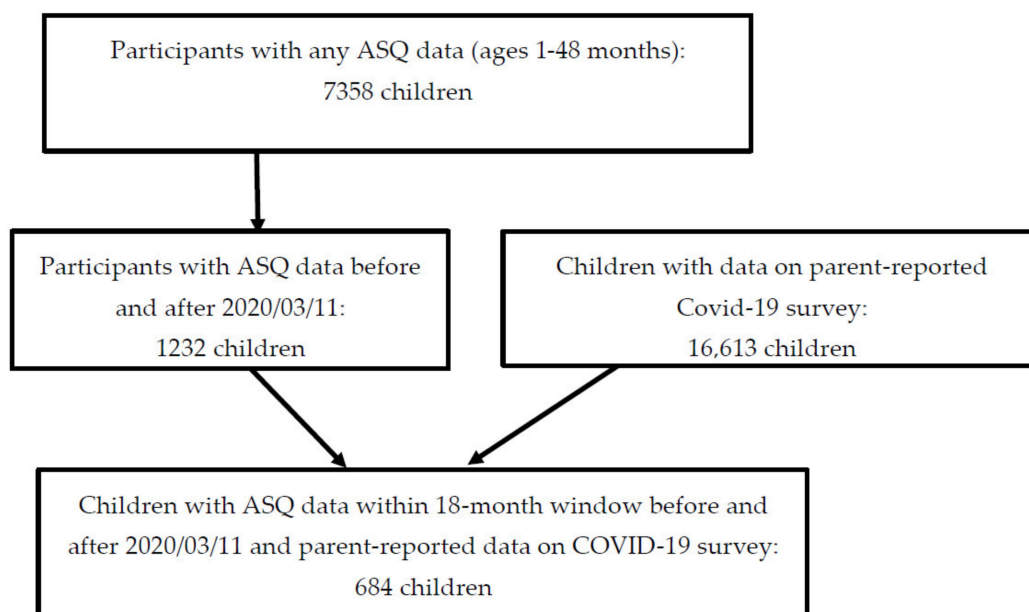 Participants with any ASQ data (ages 1-48 months):
7358 children
Participants with ASQ data before
and after 2020/03/11:
1232 children
Children with data on parent-reported
Covid-19 survey:
16,613 children
Children with ASQ data within 18-month window before and
after 2020/03/11 and parent-reported data on COVID-19 survey:
684 children